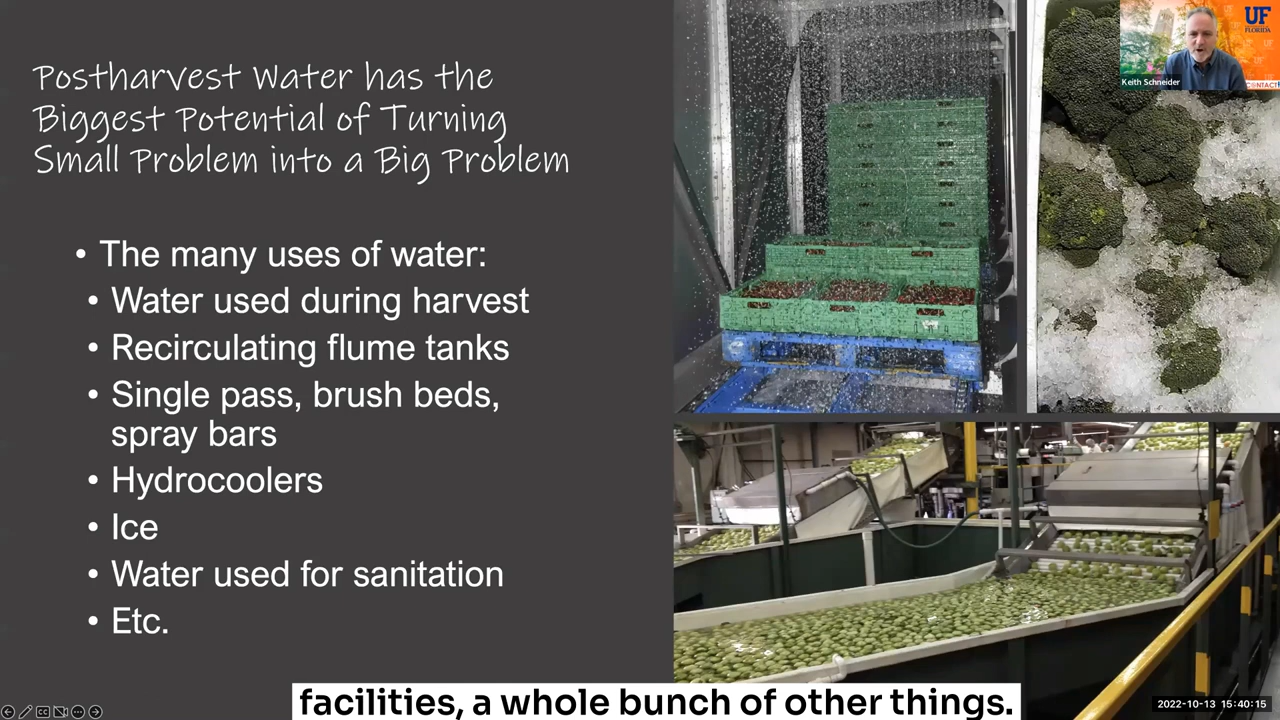 Postharvest Water has the
Biggest Potential of Turning
Small Problem into a Big Problem
• The many uses of water:
• Water used during harvest
• Recirculating flume tanks
• Single pass, brush beds,
spray bars
• Hydrocoolers
• Ice
• Water used for sanitation
• Etc.
UF
FLORIDA
Keith Schneider
CONTACT
facilities, a whole bunch of other things.
2022-10-13 15:40:15